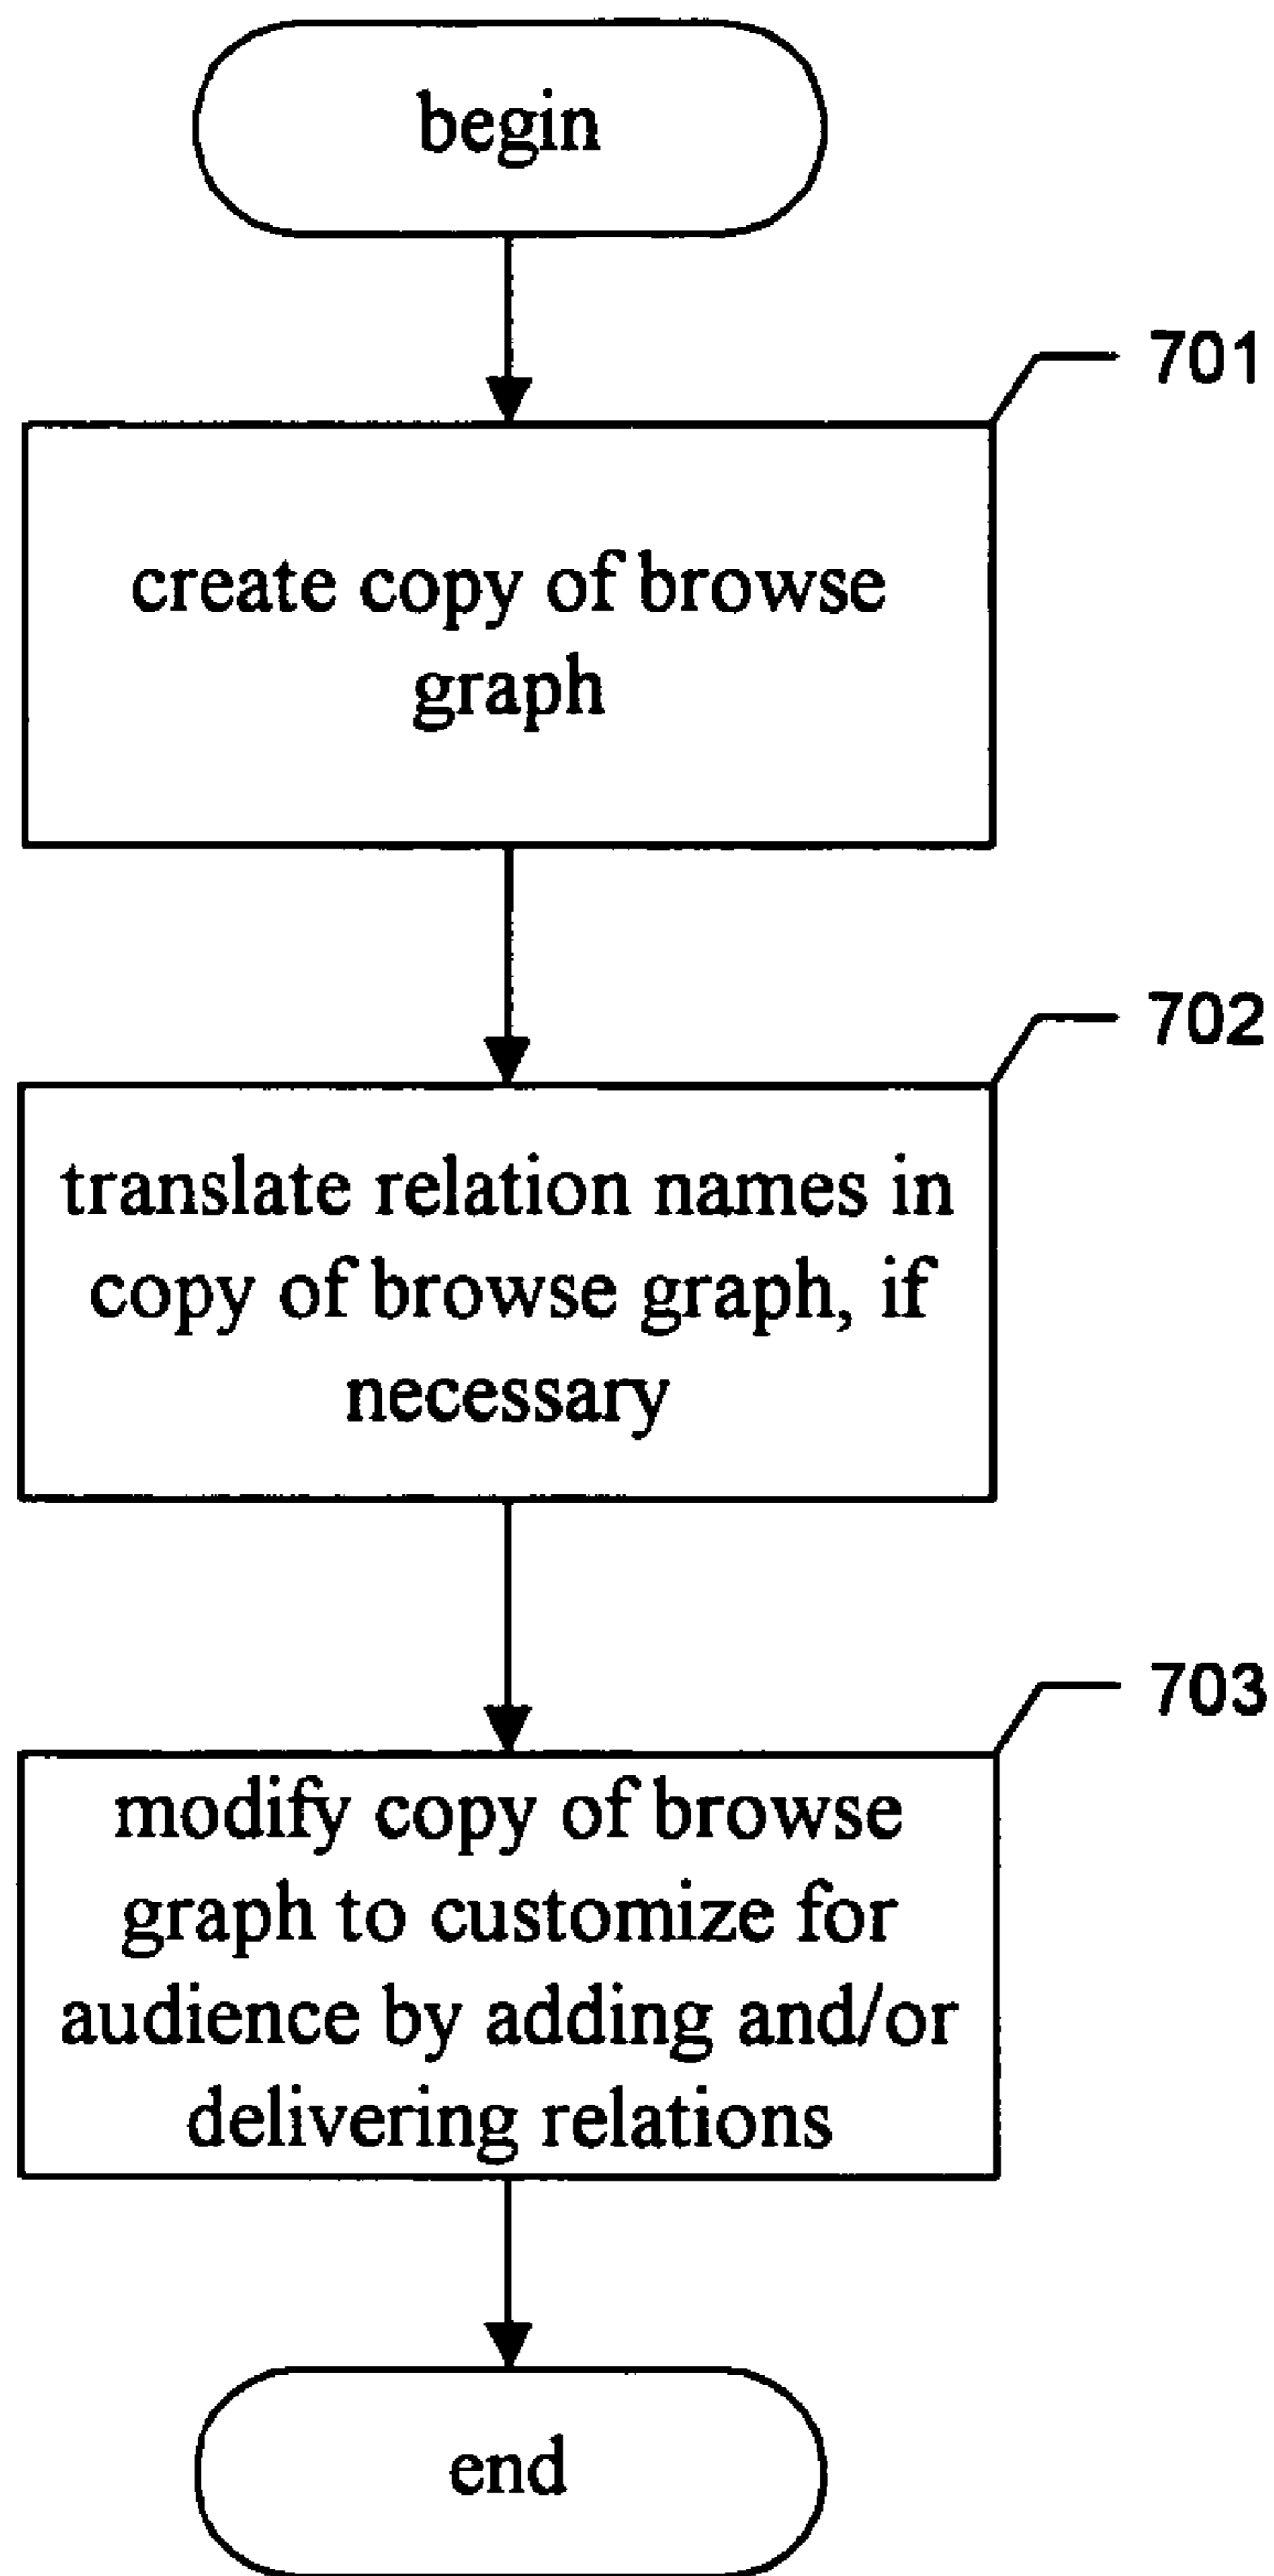 begin
701
create copy of browse
graph
702
translate relation names in
copy of browse graph, if
necessary
703
modify copy of browse
graph to customize for
audience by adding and/or
delivering relations
end